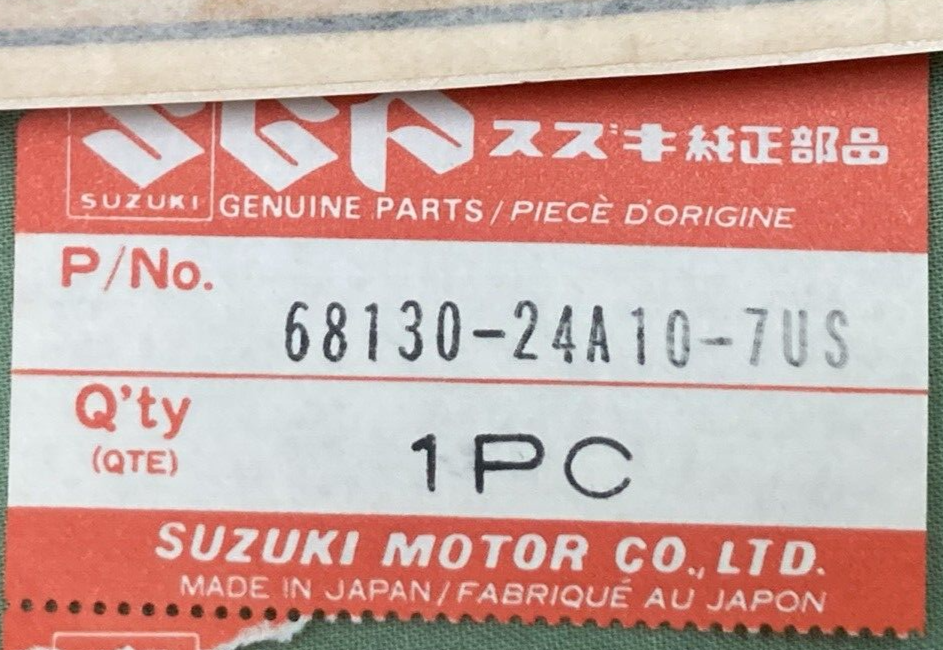 SGP スズキ純正部品
SUZUKI GENUINE PARTS / PIECÈ D'ORIGINE
P/No.
68130-24A10-7US
Q'ty
(QTE)
1PC
SUZUKI MOTOR CO., LTD.
MADE IN JAPAN / FABRIQUÉ AU JAPON